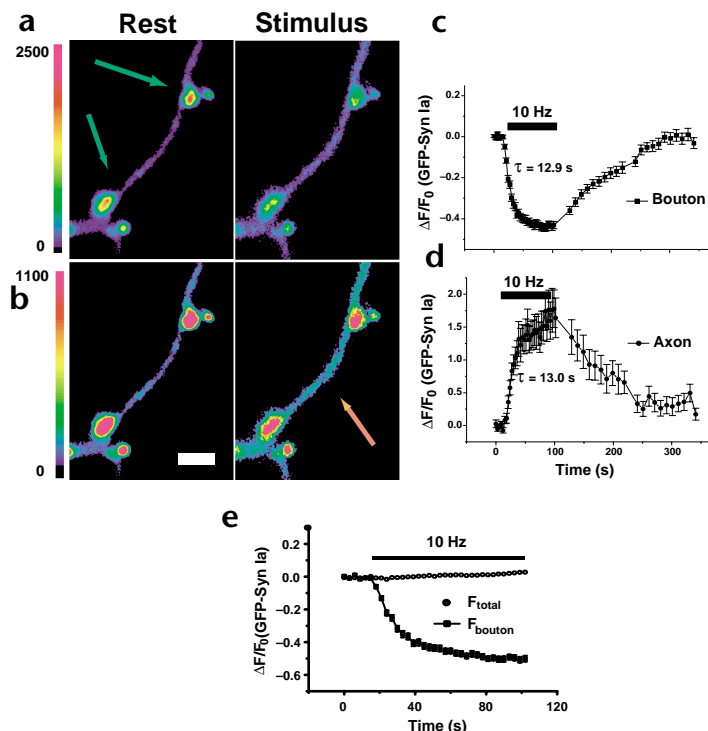 a
Rest
Stimulus
2500
0
b
1100
0
c
10 Hz
0.0
−0.2
−0.4
τ = 12.9 s
Bouton
ΔF/F0 (GFP-Syn Ia)
0
100
200
300
d
10 Hz
2.0
1.5
1.0
0.5
0.0
τ = 13.0 s
Axon
ΔF/F0 (GFP-Syn Ia)
0
100
200
300
Time (s)
e
10 Hz
0.2
0.0
−0.2
−0.4
−0.6
Ftotal
Fbouton
ΔF/F0(GFP-Syn Ia)
0
40
80
120
Time (s)